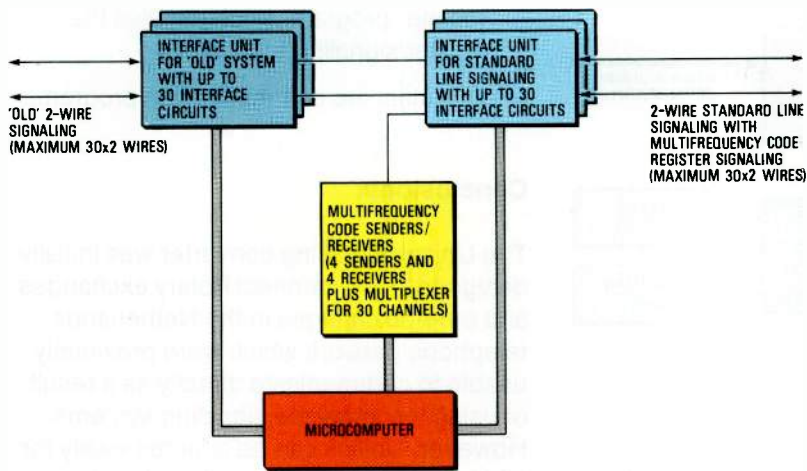 INTERFACE UNIT
FOR 'OLD' SYSTEM
WITH UP TO
30 INTERFACE
CIRCUITS
INTERFACE UNIT
FOR STANDARD
LINE SIGNALING
WITH UP TO 30
INTERFACE CIRCUITS
'OLD' 2-WIRE
SIGNALING
(MAXIMUM 30x2 WIRES)
2-WIRE STANDARD LINE
SIGNALING WITH
MULTIFREQUENCY CODE
REGISTER SIGNALING
(MAXIMUM 30x2 WIRES)
MULTIFREQUENCY
CODE SENDERS/
RECEIVERS
(4 SENDERS AND
4 RECEIVERS
PLUS MULTIPLEXER
FOR 30 CHANNELS)
MICROCOMPUTER